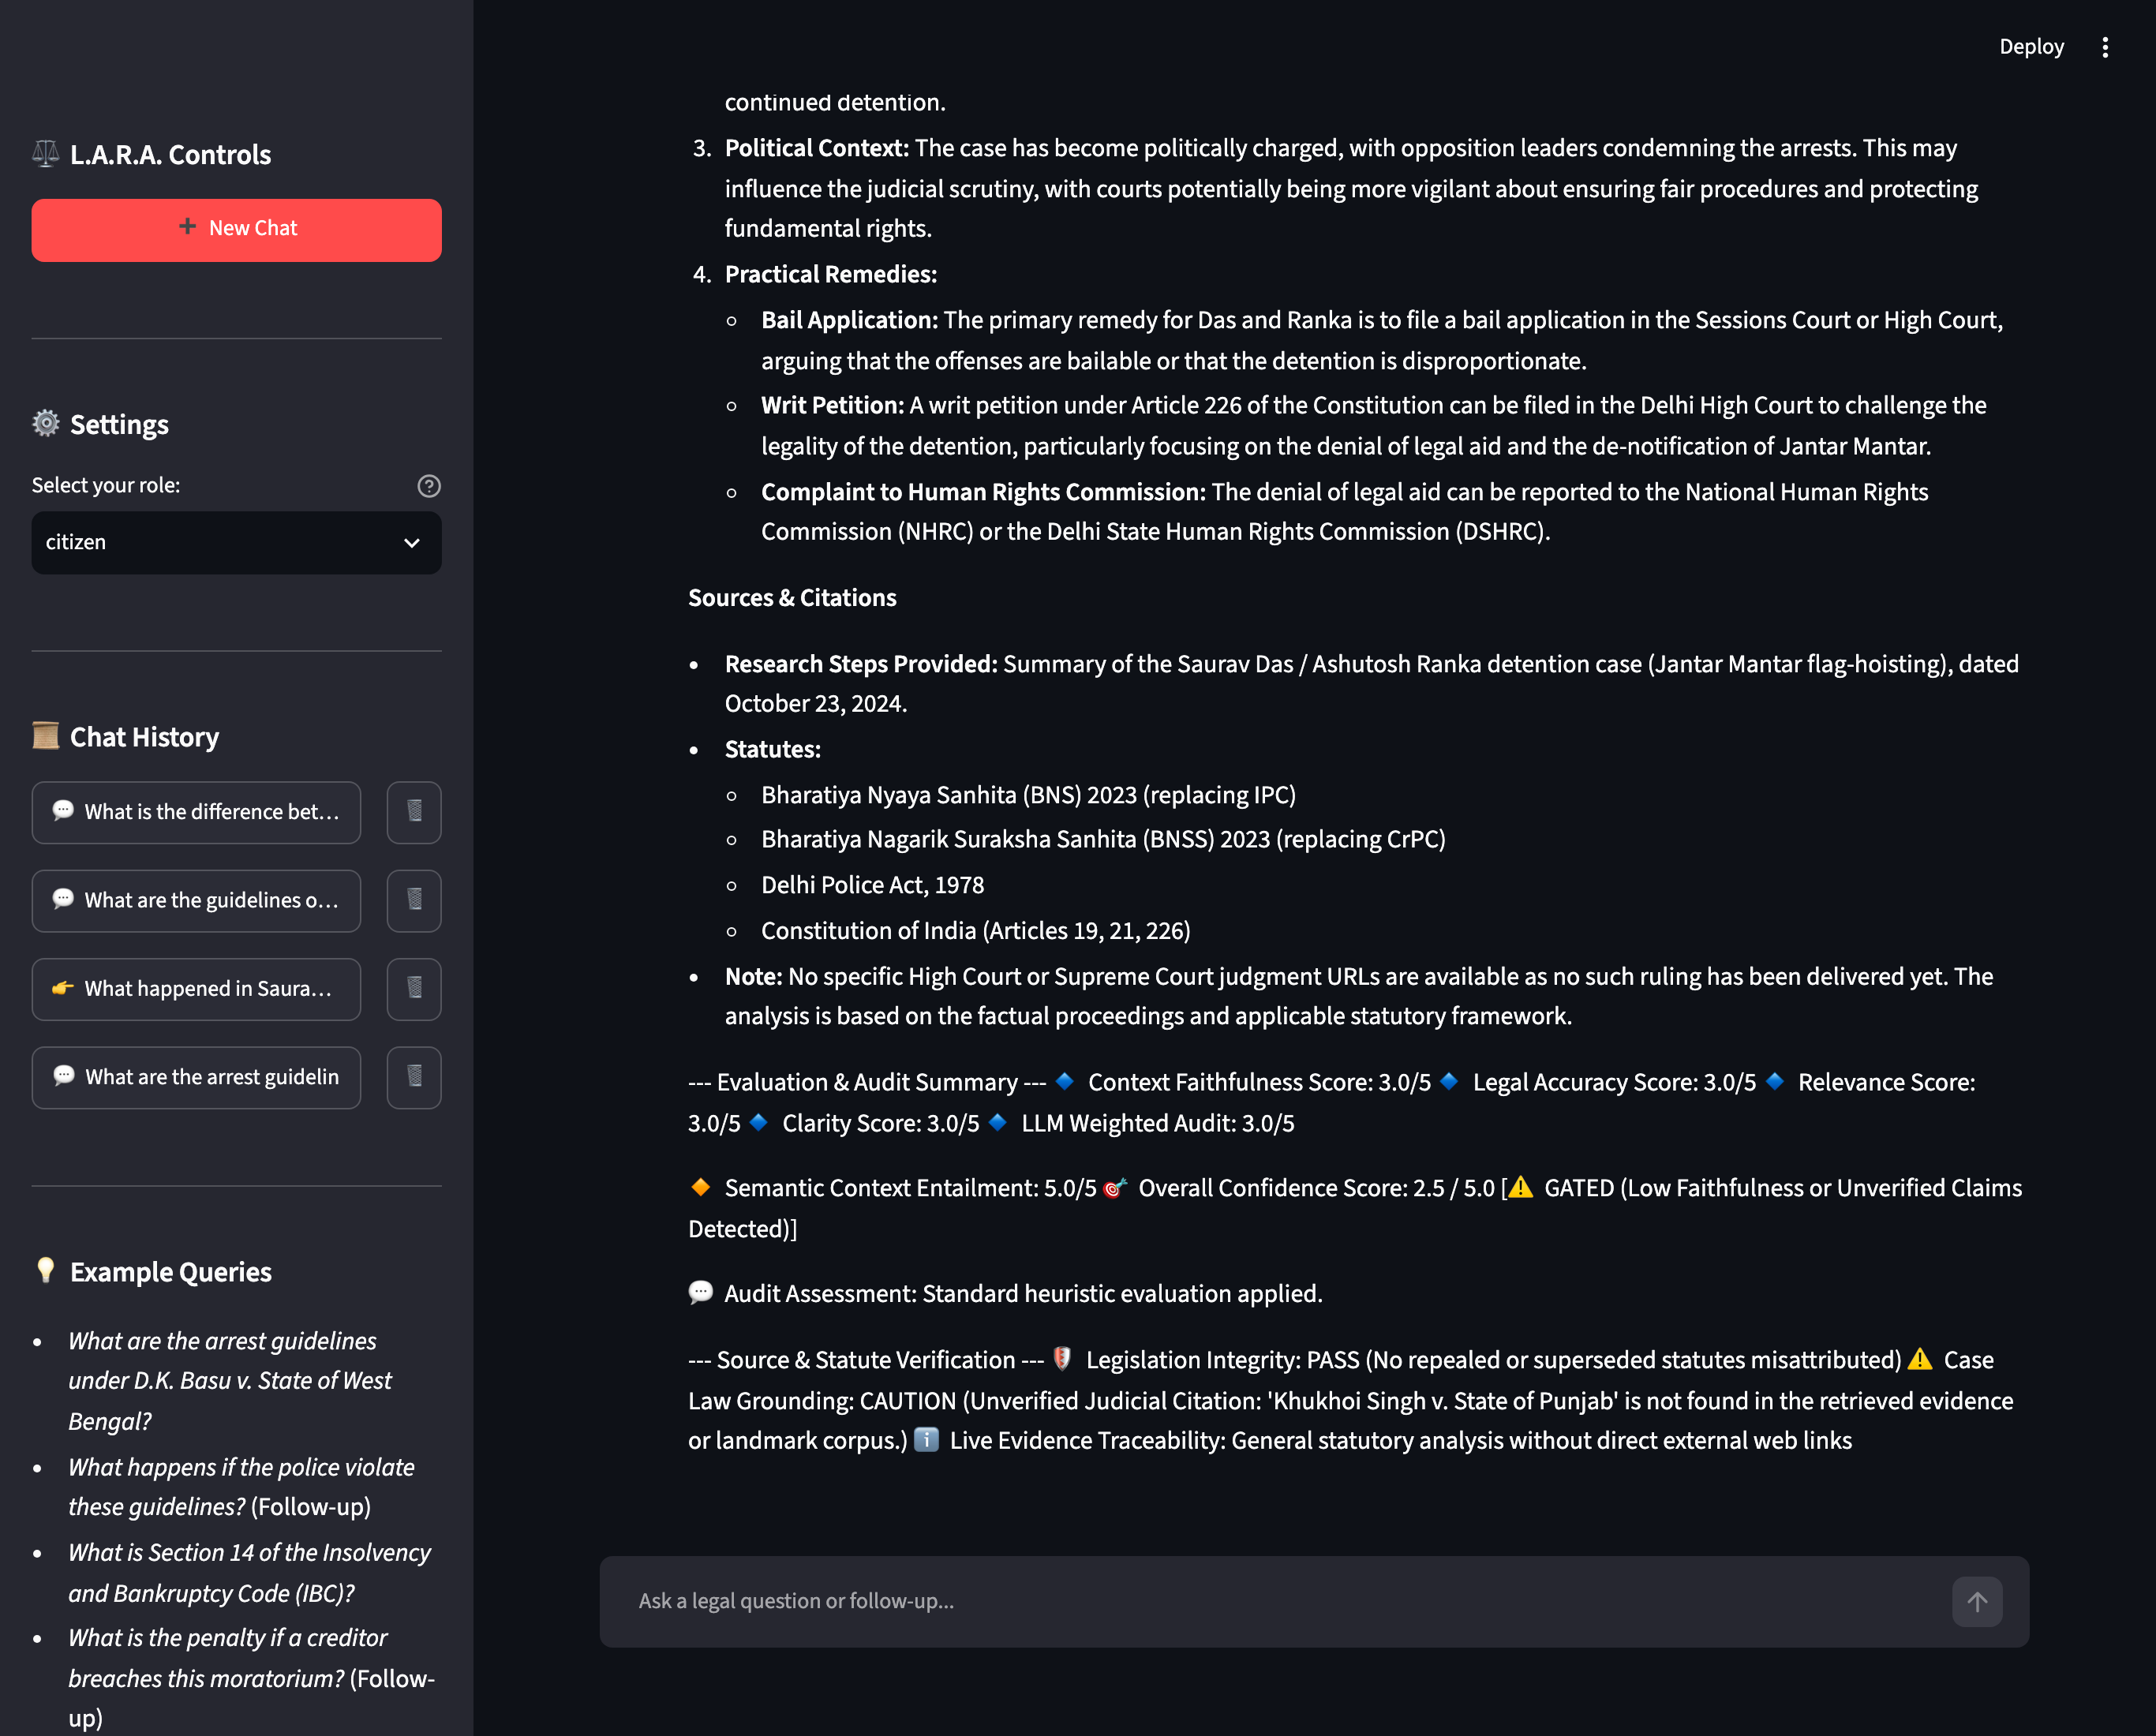 Deploy
L.A.R.A. Controls
New Chat
Settings
Select your role:
citizen
Chat History
What is the difference bet...
What are the guidelines o...
What happened in Saura...
What are the arrest guidelin
Example Queries
• What are the arrest guidelines
under D.K. Basu v. State of West
Bengal?
• What happens if the police violate
these guidelines? (Follow-up)
• What is Section 14 of the Insolvency
and Bankruptcy Code (IBC)?
• What is the penalty if a creditor
breaches this moratorium? (Follow-
up)
continued detention.
3. Political Context: The case has become politically charged, with opposition leaders condemning the arrests. This may
influence the judicial scrutiny, with courts potentially being more vigilant about ensuring fair procedures and protecting
fundamental rights.
4. Practical Remedies:
Bail Application: The primary remedy for Das and Ranka is to file a bail application in the Sessions Court or High Court,
arguing that the offenses are bailable or that the detention is disproportionate.
Writ Petition: A writ petition under Article 226 of the Constitution can be filed in the Delhi High Court to challenge the
legality of the detention, particularly focusing on the denial of legal aid and the de-notification of Jantar Mantar.
Complaint to Human Rights Commission: The denial of legal aid can be reported to the National Human Rights
Commission (NHRC) or the Delhi State Human Rights Commission (DSHRC).
Sources & Citations
• Research Steps Provided: Summary of the Saurav Das / Ashutosh Ranka detention case (Jantar Mantar flag-hoisting), dated
October 23, 2024.
• Statutes:
Bharatiya Nyaya Sanhita (BNS) 2023 (replacing IPC)
Bharatiya Nagarik Suraksha Sanhita (BNSS) 2023 (replacing CrPC)
Delhi Police Act, 1978
Constitution of India (Articles 19, 21, 226)
• Note: No specific High Court or Supreme Court judgment URLs are available as no such ruling has been delivered yet. The
analysis is based on the factual proceedings and applicable statutory framework.
--- Evaluation & Audit Summary --- 🔹 Context Faithfulness Score: 3.0/5 🔹 Legal Accuracy Score: 3.0/5 🔹 Relevance Score:
3.0/5 🔹 Clarity Score: 3.0/5 🔹 LLM Weighted Audit: 3.0/5
🔸 Semantic Context Entailment: 5.0/5 🎯 Overall Confidence Score: 2.5 / 5.0 [⚠️ GATED (Low Faithfulness or Unverified Claims
Detected)]
💬 Audit Assessment: Standard heuristic evaluation applied.
--- Source & Statute Verification --- 🛡️ Legislation Integrity: PASS (No repealed or superseded statutes misattributed) ⚠️ Case
Law Grounding: CAUTION (Unverified Judicial Citation: 'Khukhoi Singh v. State of Punjab' is not found in the retrieved evidence
or landmark corpus.) ℹ️ Live Evidence Traceability: General statutory analysis without direct external web links
Ask a legal question or follow-up...